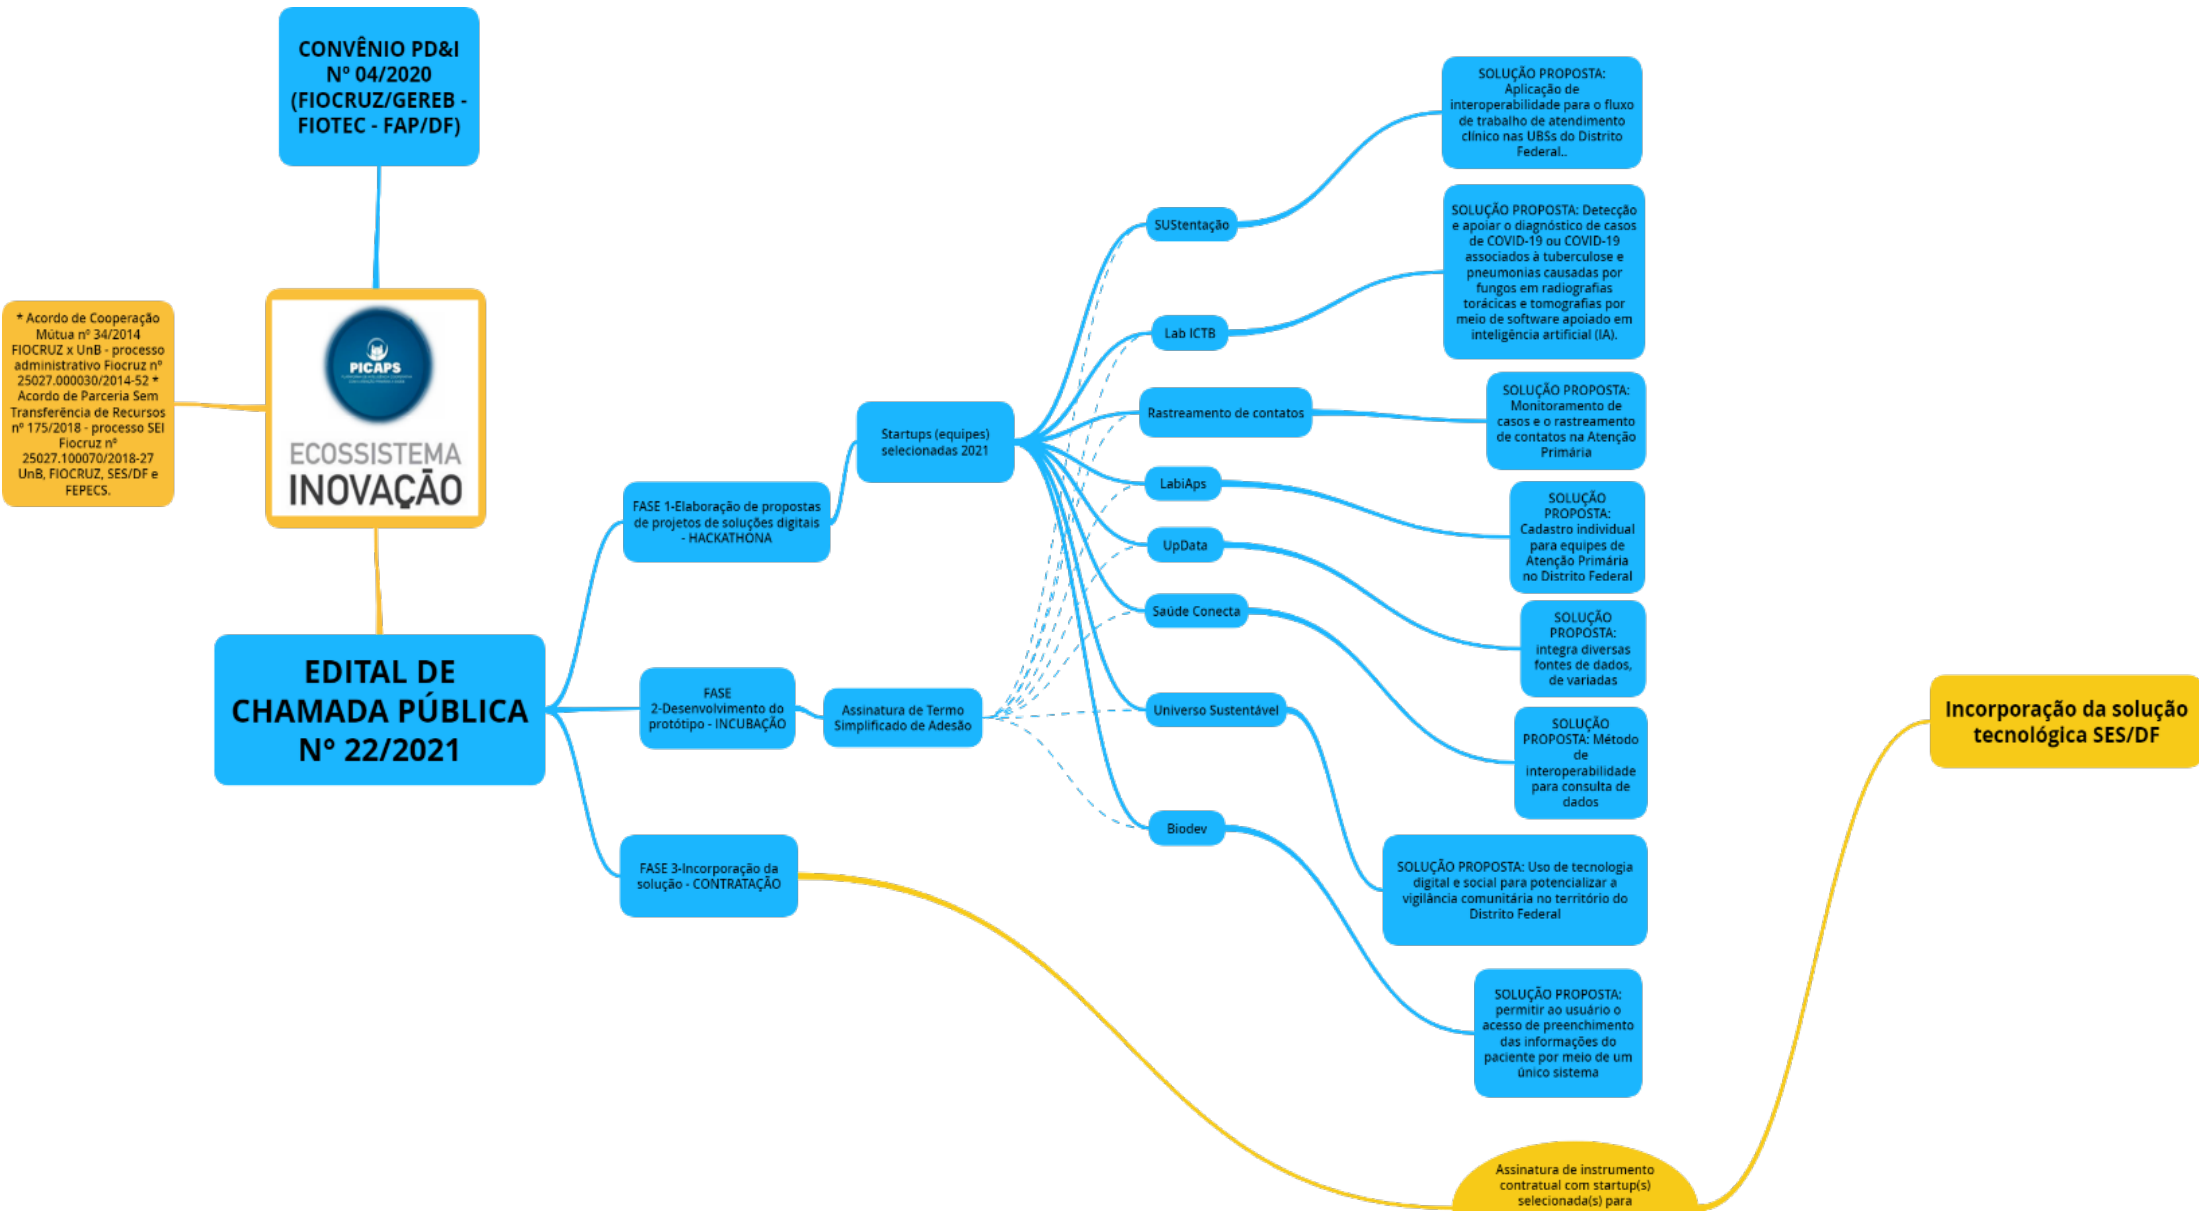 CONVÊNIO PD&I
Nº 04/2020
(FIOCRUZ/GEREB -
FIOTEC - FAP/DF)
* Acordo de Cooperação
Mútua nº 34/2014
FIOCRUZ x UnB - processo
administrativo Fiocruz nº
25027.000030/2014-52 *
Acordo de Parceria Sem
Transferência de Recursos
nº 175/2018 - processo SEI
Fiocruz nº
25027.100070/2018-27
UnB, FIOCRUZ, SES/DF e
FEPECS.
PICAPS
ECOSSISTEMA
INOVAÇÃO
EDITAL DE
CHAMADA PÚBLICA
N° 22/2021
FASE 1-Elaboração de propostas
de projetos de soluções digitais
- HACKATHONA
FASE
2-Desenvolvimento do
protótipo - INCUBAÇÃO
FASE 3-Incorporação da
solução - CONTRATAÇÃO
Startups (equipes)
selecionadas 2021
Assinatura de Termo
Simplificado de Adesão
SUStentação
Lab ICTB
Rastreamento de contatos
LabiAps
UpData
Saúde Conecta
Universo Sustentável
Biodev
SOLUÇÃO PROPOSTA:
Aplicação de
interoperabilidade para o fluxo
de trabalho de atendimento
clínico nas UBSs do Distrito
Federal..
SOLUÇÃO PROPOSTA: Detecção
e apoiar o diagnóstico de casos
de COVID-19 ou COVID-19
associados à tuberculose e
pneumonias causadas por
fungos em radiografias
torácicas e tomografias por
meio de software apoiado em
inteligência artificial (IA).
SOLUÇÃO PROPOSTA:
Monitoramento de
casos e o rastreamento
de contatos na Atenção
Primária
SOLUÇÃO
PROPOSTA:
Cadastro individual
para equipes de
Atenção Primária
no Distrito Federal
SOLUÇÃO
PROPOSTA:
integra diversas
fontes de dados,
de variadas
SOLUÇÃO
PROPOSTA: Método
de
interoperabilidade
para consulta de
dados
SOLUÇÃO PROPOSTA: Uso de tecnologia
digital e social para potencializar a
vigilância comunitária no território do
Distrito Federal
SOLUÇÃO PROPOSTA:
permitir ao usuário o
acesso de preenchimento
das informações do
paciente por meio de um
único sistema
Assinatura de instrumento
contratual com startup(s)
selecionada(s) para
Incorporação da solução
tecnológica SES/DF